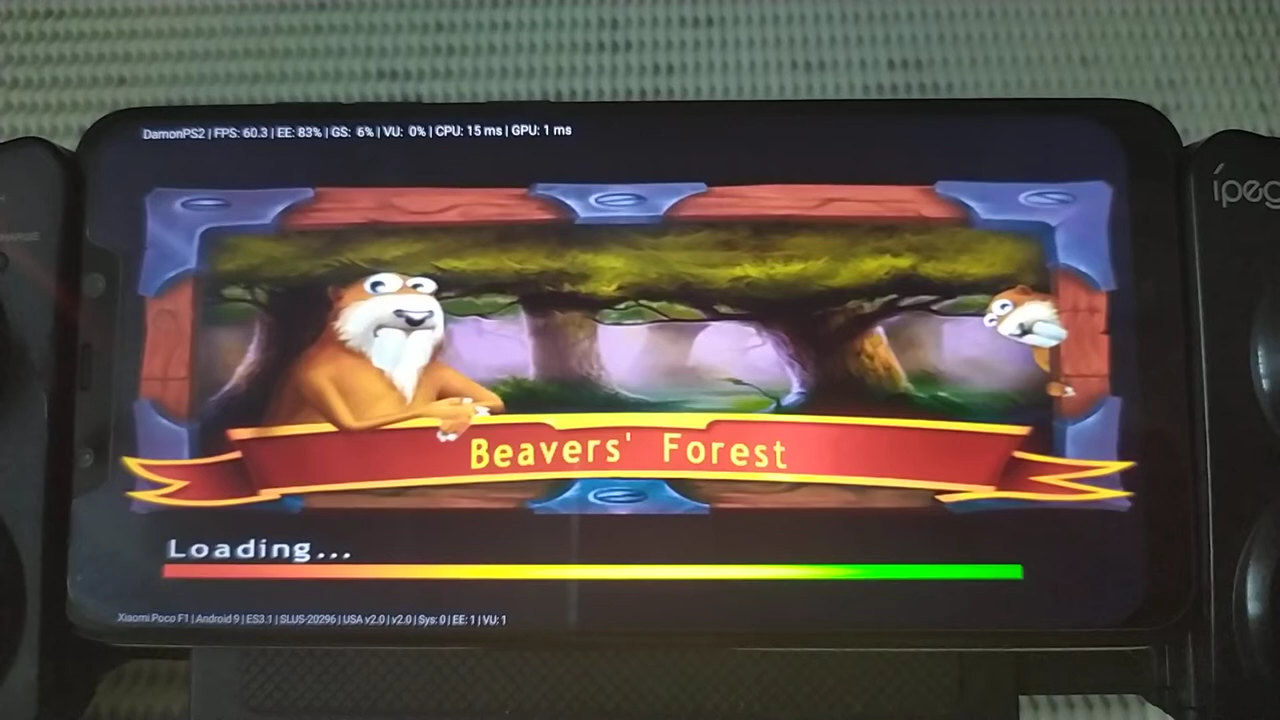 DamonPS2 | FPS: 60.3 | EE: 83% | GS: 6% | VU: 0% | CPU: 15 ms | GPU: 1 ms
ípeg
Beavers' Forest
Loading...
Xiaomi Poco F1 | Android 9 | ES3.1 | SLUS-20296 | USA v2.0 | v2.0 | Sys: 0 | EE: 1 | VU: 1